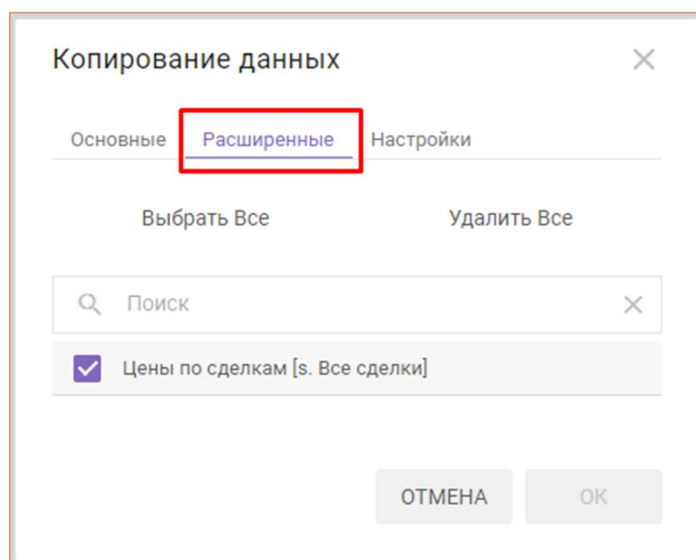 Копирование данных
Основные Расширенные Настройки
Выбрать Все Удалить Все
Поиск
Цены по сделкам [s. Все сделки]
ОТМЕНА ОК